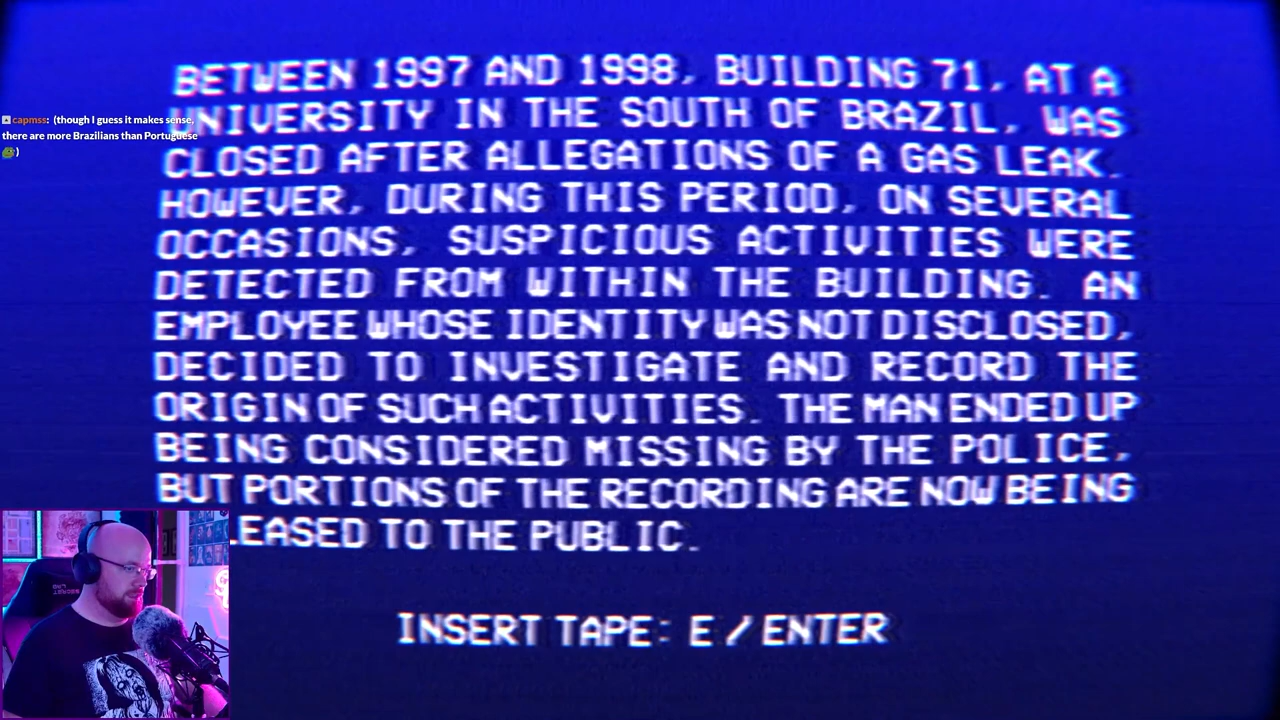 BETWEEN 1997 AND 1998, BUILDING 71, AT A
capmss: (though I guess it makes sense,
there are more Brazilians than Portuguese
)
NIVERSITY IN THE SOUTH OF BRAZIL, WAS
CLOSED AFTER ALLEGATIONS OF A GAS LEAK.
HOWEVER, DURING THIS PERIOD, ON SEVERAL
OCCASIONS, SUSPICIOUS ACTIVITIES WERE
DETECTED FROM WITHIN THE BUILDING. AN
EMPLOYEE WHOSE IDENTITY WAS NOT DISCLOSED,
DECIDED TO INVESTIGATE AND RECORD THE
ORIGIN OF SUCH ACTIVITIES. THE MAN ENDED UP
BEING CONSIDERED MISSING BY THE POLICE,
BUT PORTIONS OF THE RECORDING ARE NOW BEING
LEASED TO THE PUBLIC.
INSERT TAPE: E / ENTER